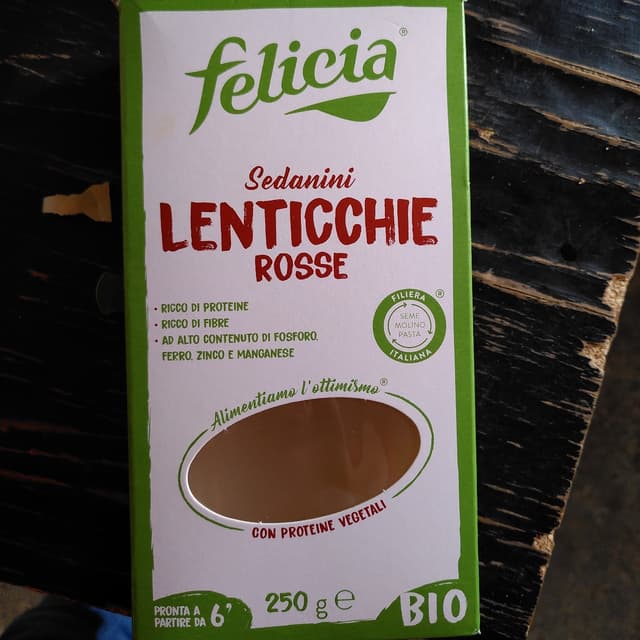 felicia®
Sedanini
LENTICCHIE
ROSSE
• RICCO DI PROTEINE
• RICCO DI FIBRE
• AD ALTO CONTENUTO DI FOSFORO,
FERRO, ZINCO E MANGANESE
FILIERA ®
SEME
MOLINO
PASTA
ITALIANA
Alimentiamo l'ottimismo®
CON PROTEINE VEGETALI
PRONTA A
PARTIRE DA 6'
250 g e
BIO